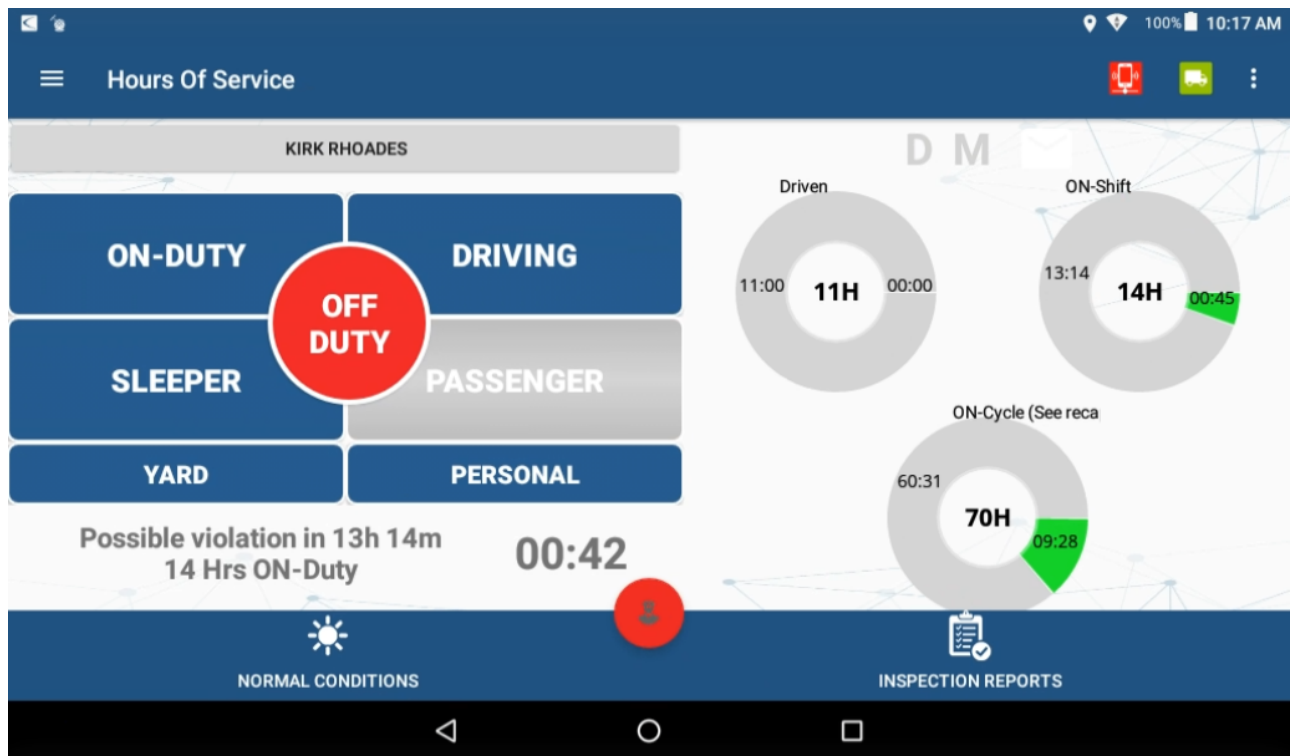 100% 10:17 AM
Hours Of Service
KIRK RHOADES
D M
ON-DUTY
DRIVING
OFF
DUTY
SLEEPER
PASSENGER
YARD
PERSONAL
Possible violation in 13h 14m
14 Hrs ON-Duty
00:42
Driven
11:00
11H
00:00
ON-Shift
13:14
14H
00:45
ON-Cycle (See reca
60:31
70H
09:28
NORMAL CONDITIONS
INSPECTION REPORTS